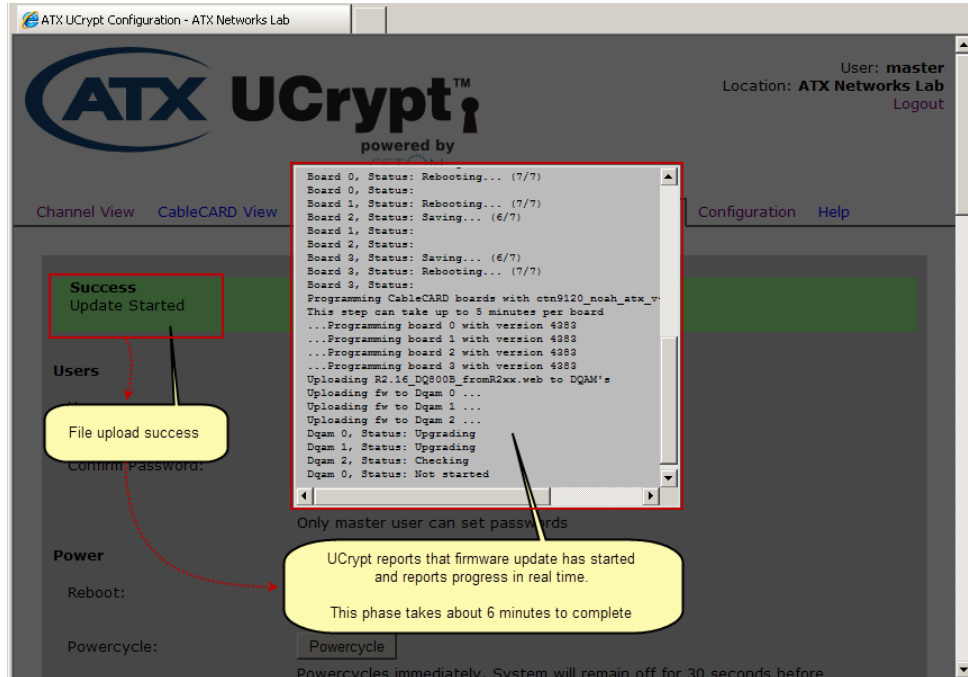 ATX UCrypt Configuration - ATX Networks Lab
ATX UCrypt™
powered by
User: master
Location: ATX Networks Lab
Logout
Channel View CableCARD View Configuration Help
Board 0, Status: Rebooting... (7/7)
Board 0, Status:
Board 1, Status: Rebooting... (7/7)
Board 2, Status: Saving... (6/7)
Board 1, Status:
Board 2, Status:
Board 3, Status: Saving... (6/7)
Board 3, Status: Rebooting... (7/7)
Board 3, Status:
Programming CableCARD boards with ctn9120_noah_atx_v
This step can take up to 5 minutes per board
...Programming board 0 with version 4383
...Programming board 1 with version 4383
...Programming board 2 with version 4383
...Programming board 3 with version 4383
Uploading R2.16_DQ800B_fromR2xx.web to DQAM's
Uploading fw to Dqam 0 ...
Uploading fw to Dqam 1 ...
Uploading fw to Dqam 2 ...
Dqam 0, Status: Upgrading
Dqam 1, Status: Upgrading
Dqam 2, Status: Checking
Dqam 0, Status: Not started
Success
Update Started
Users
File upload success
Confirm Password:
Only master user can set passwords
UCrypt reports that firmware update has started
and reports progress in real time.
This phase takes about 6 minutes to complete
Power
Reboot:
Powercycle: Powercycle
Powercycles immediately. System will remain off for 30 seconds before